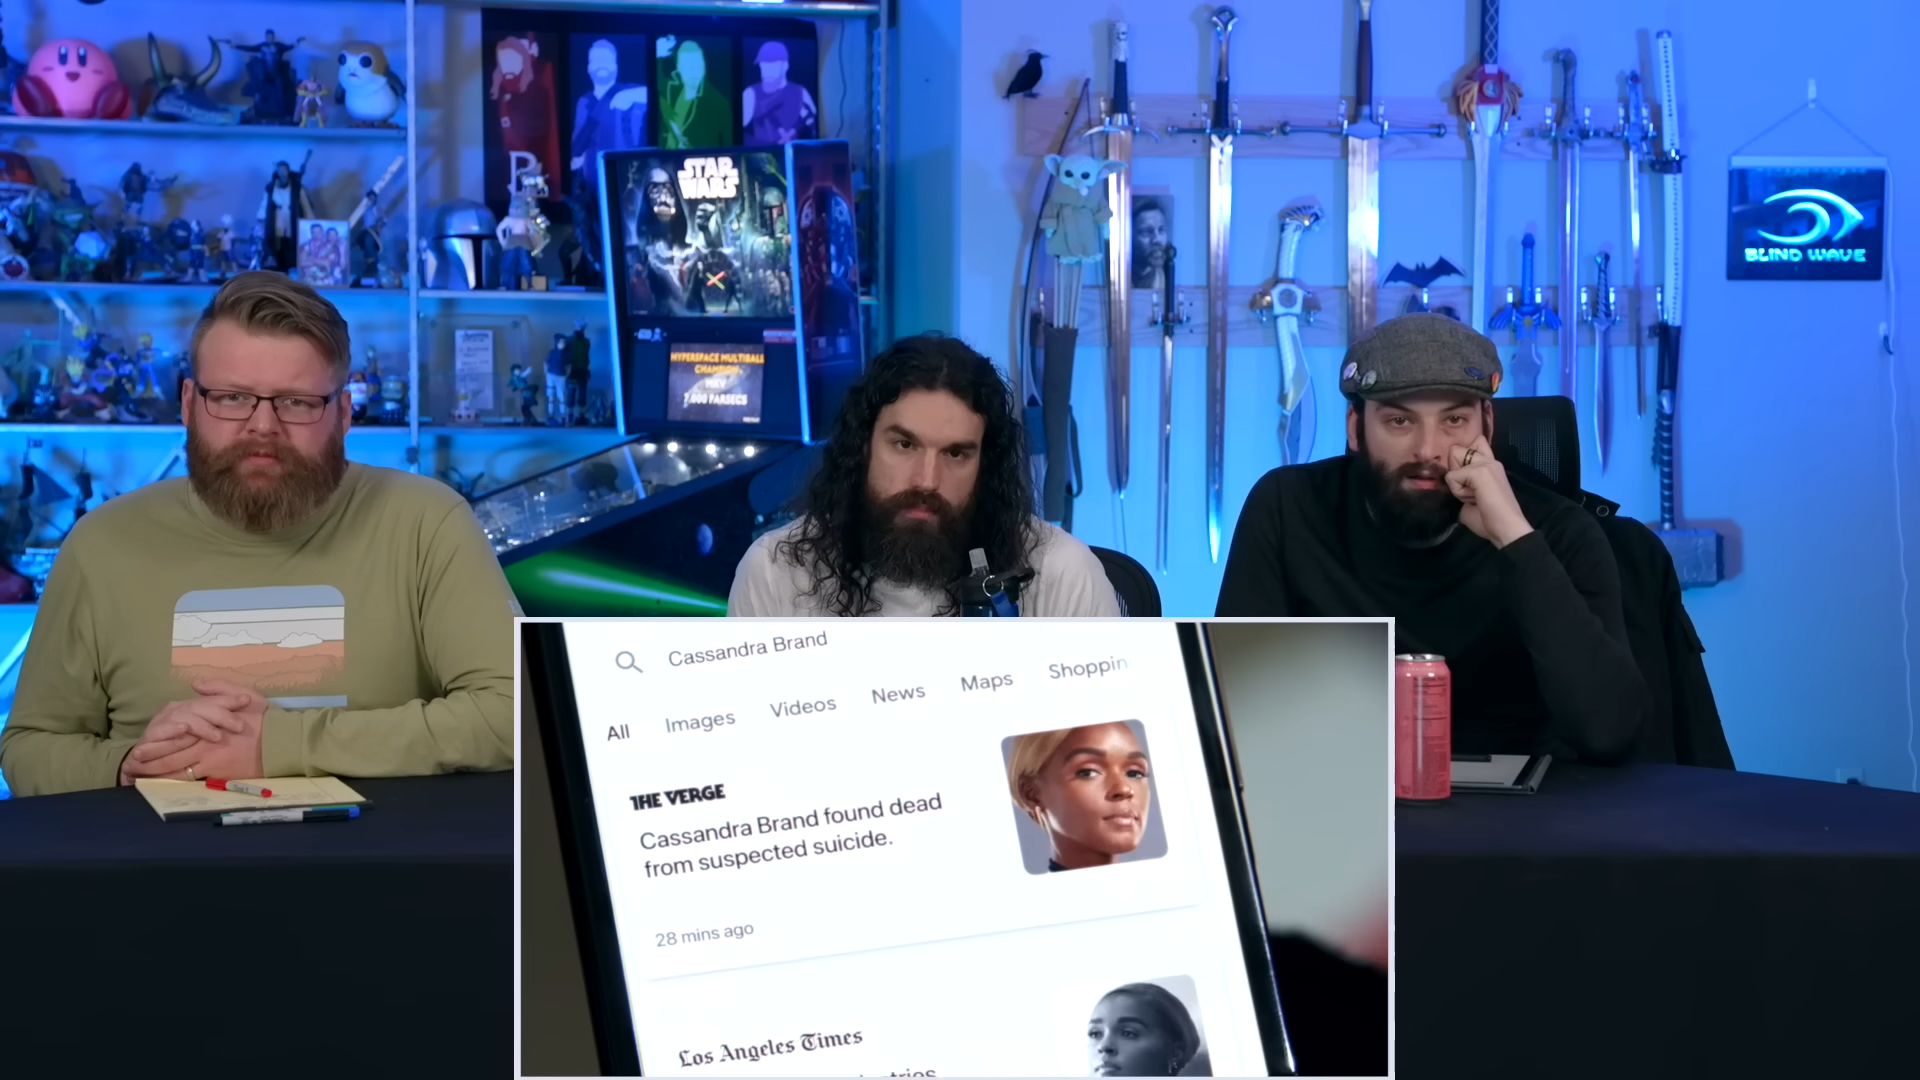 STAR
WARS
HYPERSPACE MULTIBALL
CHAMPION
MKV
7,000 PARSECS
BLIND WAVE
Cassandra Brand
All Images Videos News Maps Shoppin
THE VERGE
Cassandra Brand found dead
from suspected suicide.
28 mins ago
Los Angeles Times